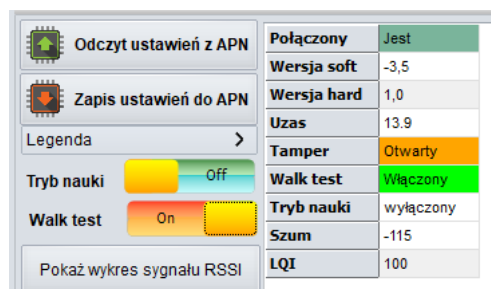 Odczyt ustawień z APN
Zapis ustawień do APN
Legenda >
Tryb nauki Off
Walk test On
Pokaż wykres sygnału RSSI
Połączony Jest
Wersja soft -3,5
Wersja hard 1,0
Uzas 13.9
Tamper Otwarty
Walk test Włączony
Tryb nauki wyłączony
Szum -115
LQI 100